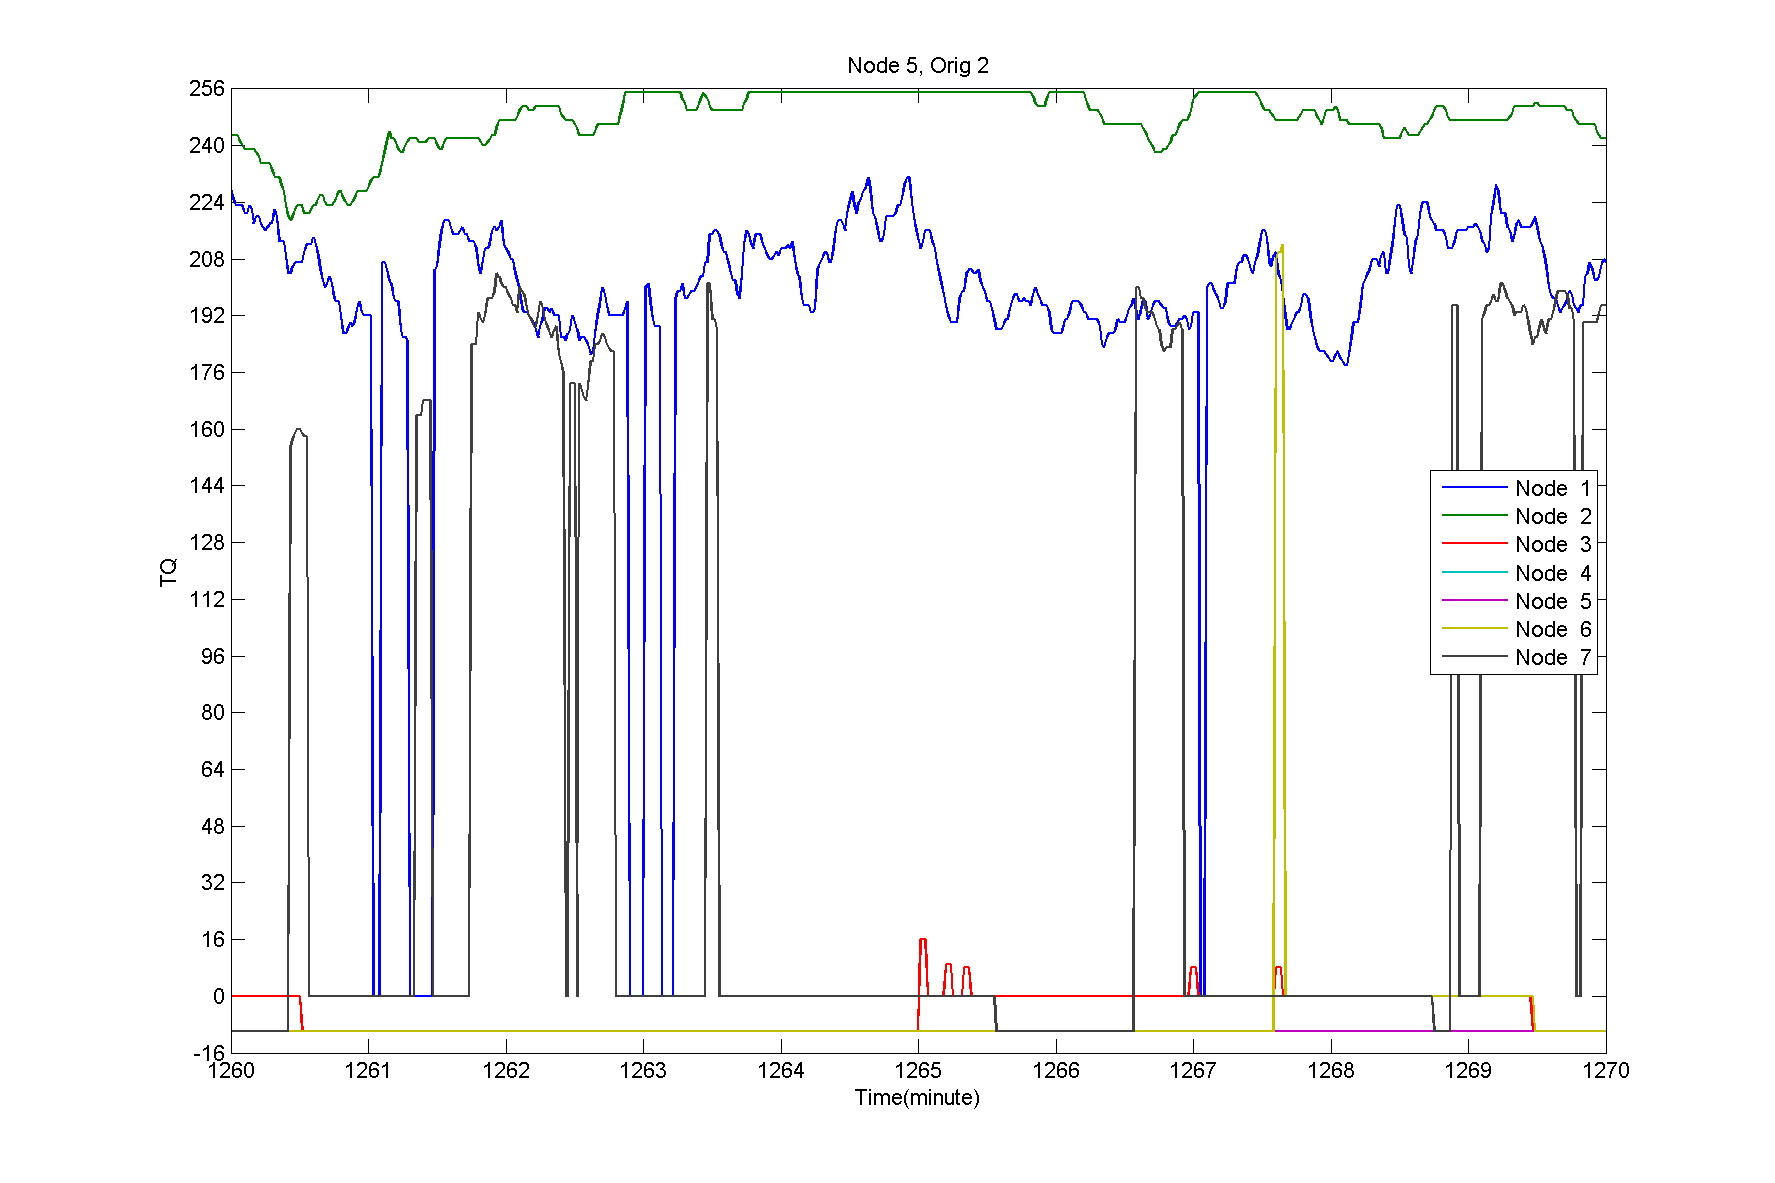 Node 5, Orig 2
256
240
224
208
192
176
160
144
128
112
96
80
64
48
32
16
0
-16
TQ
Node 1
Node 2
Node 3
Node 4
Node 5
Node 6
Node 7
1260 1261 1262 1263 1264 1265 1266 1267 1268 1269 1270
Time(minute)